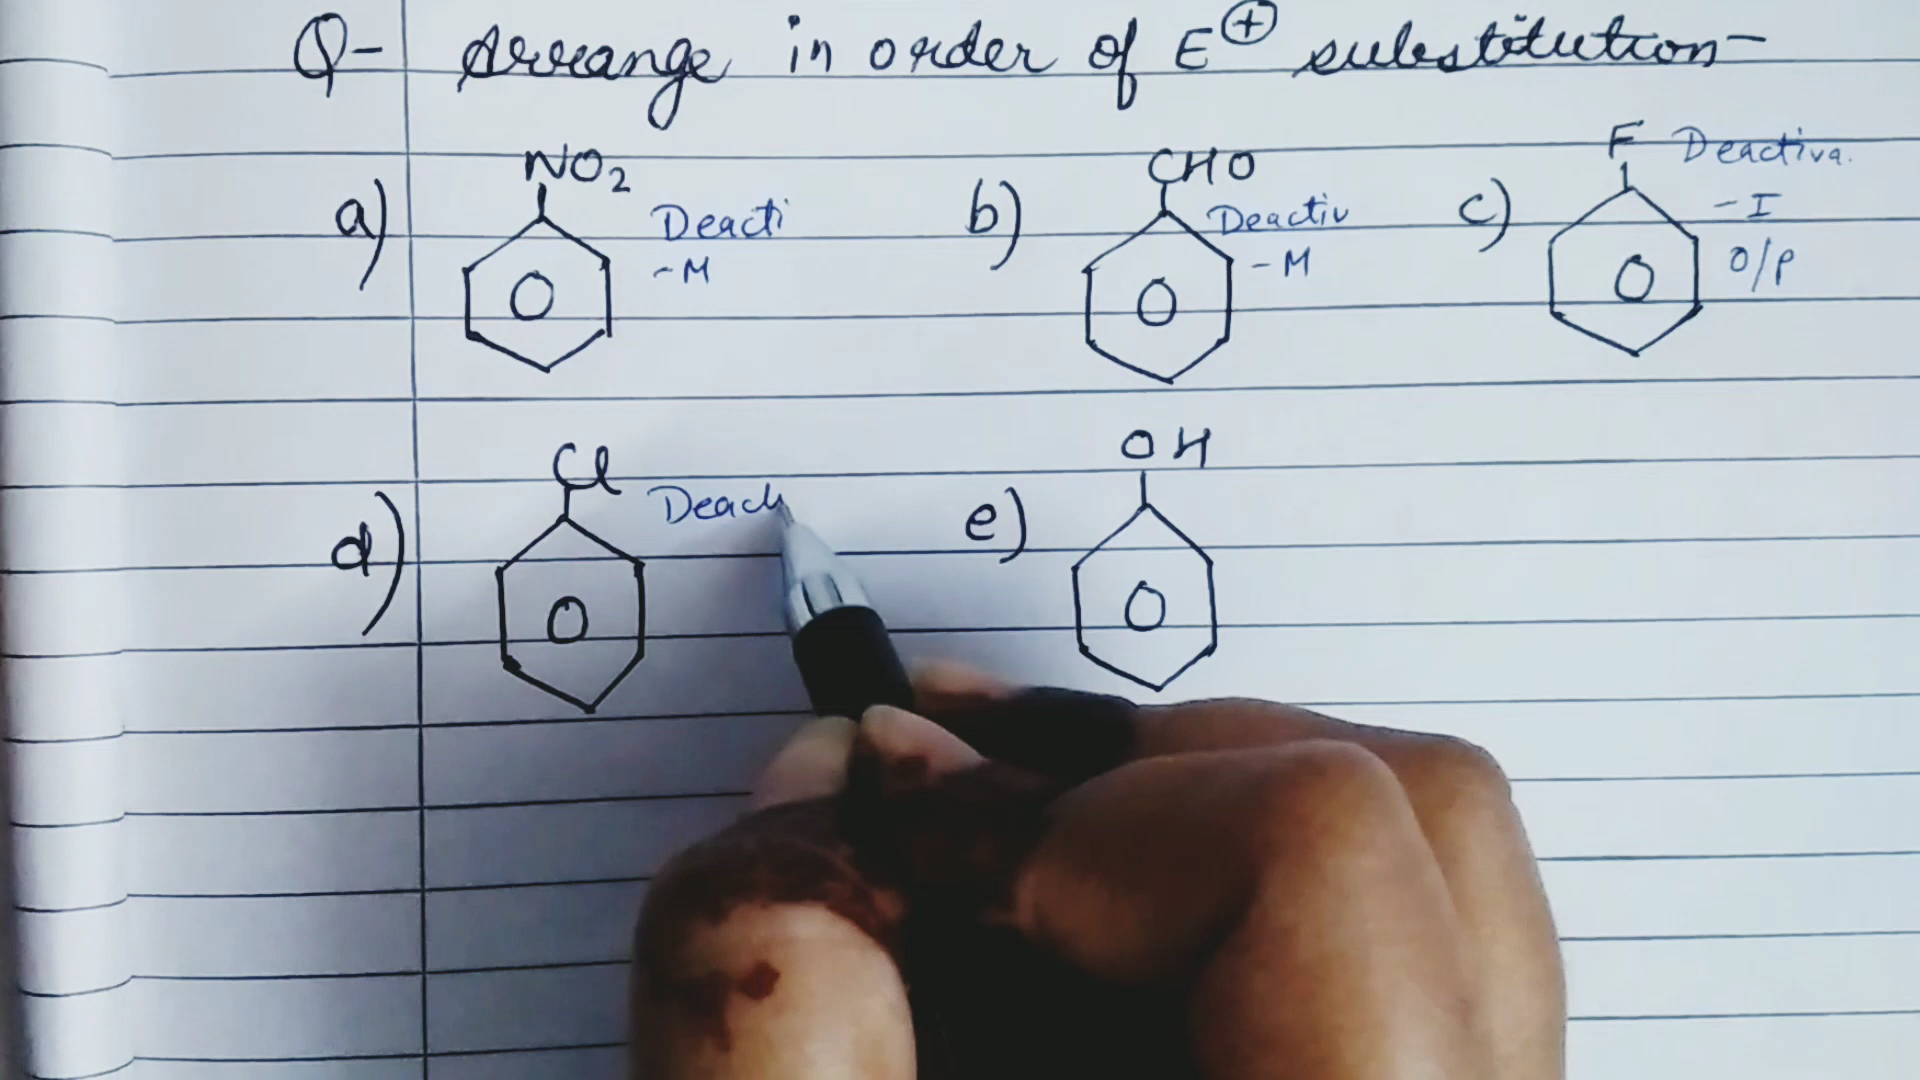 Q- Arrange in order of E⊕ substitution-
a) NO2 Deacti -M
b) CHO Deactiv -M
c) F Deactiva. -I O/P
d) Cl Deact
e) OH